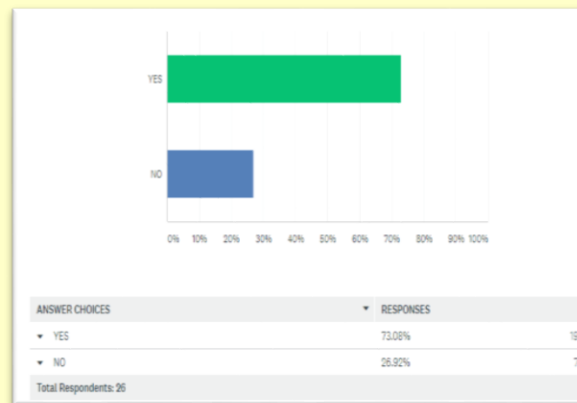 YES
NO
0% 10% 20% 30% 40% 50% 60% 70% 80% 90% 100%
ANSWER CHOICES RESPONSES
YES 73.08% 19
NO 26.92% 7
Total Respondents: 26